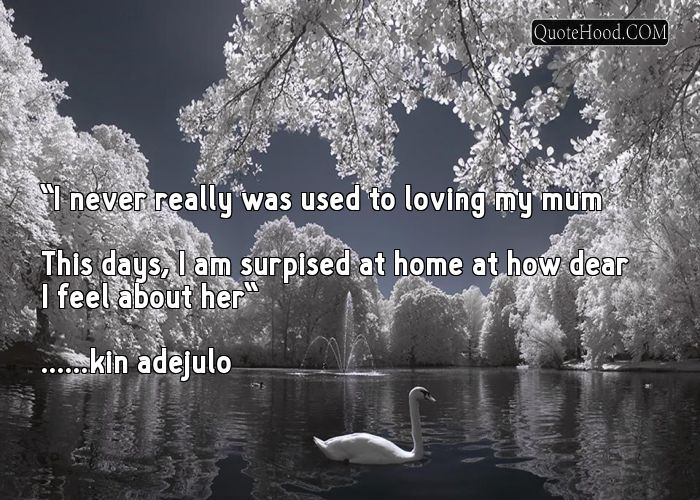 QuoteHood.COM
“I never really was used to loving my mum
This days, I am surpised at home at how dear
I feel about her“
......kin adejulo